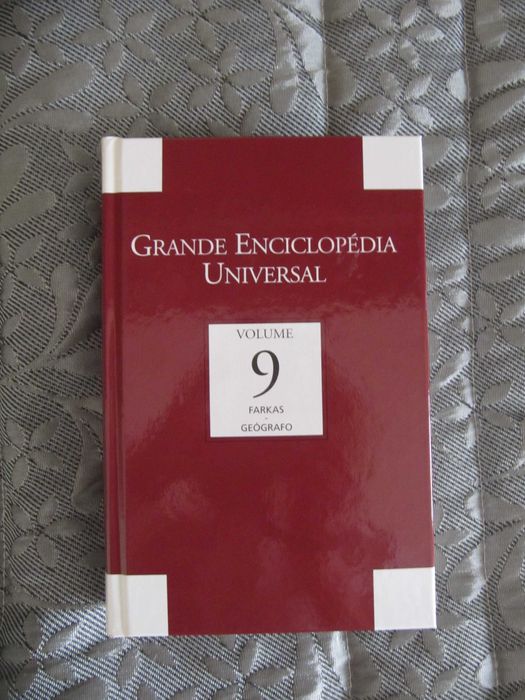 GRANDE ENCICLOPÉDIA
UNIVERSAL
VOLUME
9
FARKAS
-
GEÓGRAFO